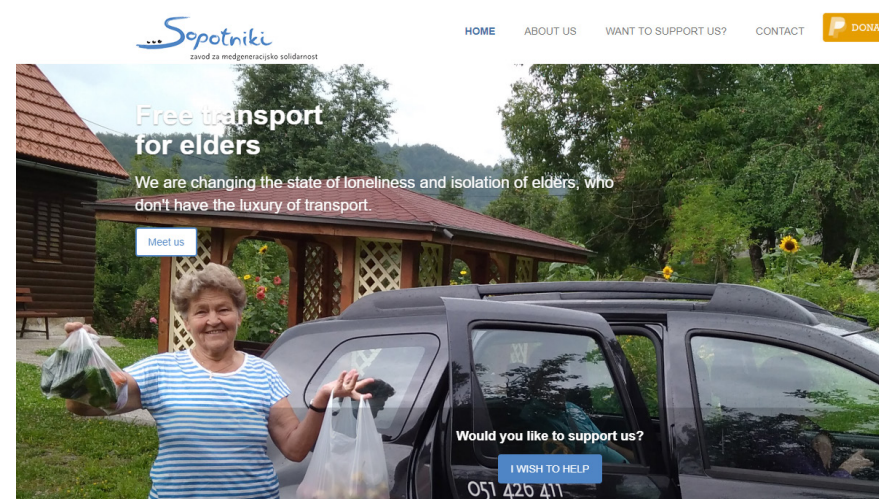 Sopotniki
zavod za medgeneracijsko solidarnost
HOME ABOUT US WANT TO SUPPORT US? CONTACT DONA
Free transport
for elders
We are changing the state of loneliness and isolation of elders, who
don't have the luxury of transport.
Meet us
Would you like to support us?
I WISH TO HELP
051 426 411